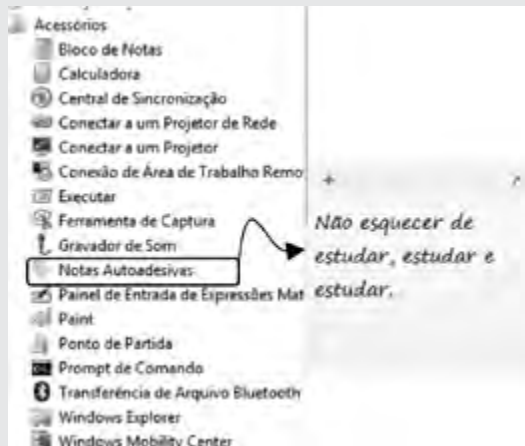 Acessórios
Bloco de Notas
Calculadora
Central de Sincronização
Conectar a um Projetor de Rede
Conectar a um Projetor
Conexão de Área de Trabalho Remo
Executar
Ferramenta de Captura
Gravador de Som
Notas Autoadesivas
Painel de Entrada de Expressões Mat
Paint
Ponto de Partida
Prompt de Comando
Transferência de Arquivo Bluetooth
Windows Explorer
Windows Mobility Center
+
Não esquecer de
estudar, estudar e
estudar.